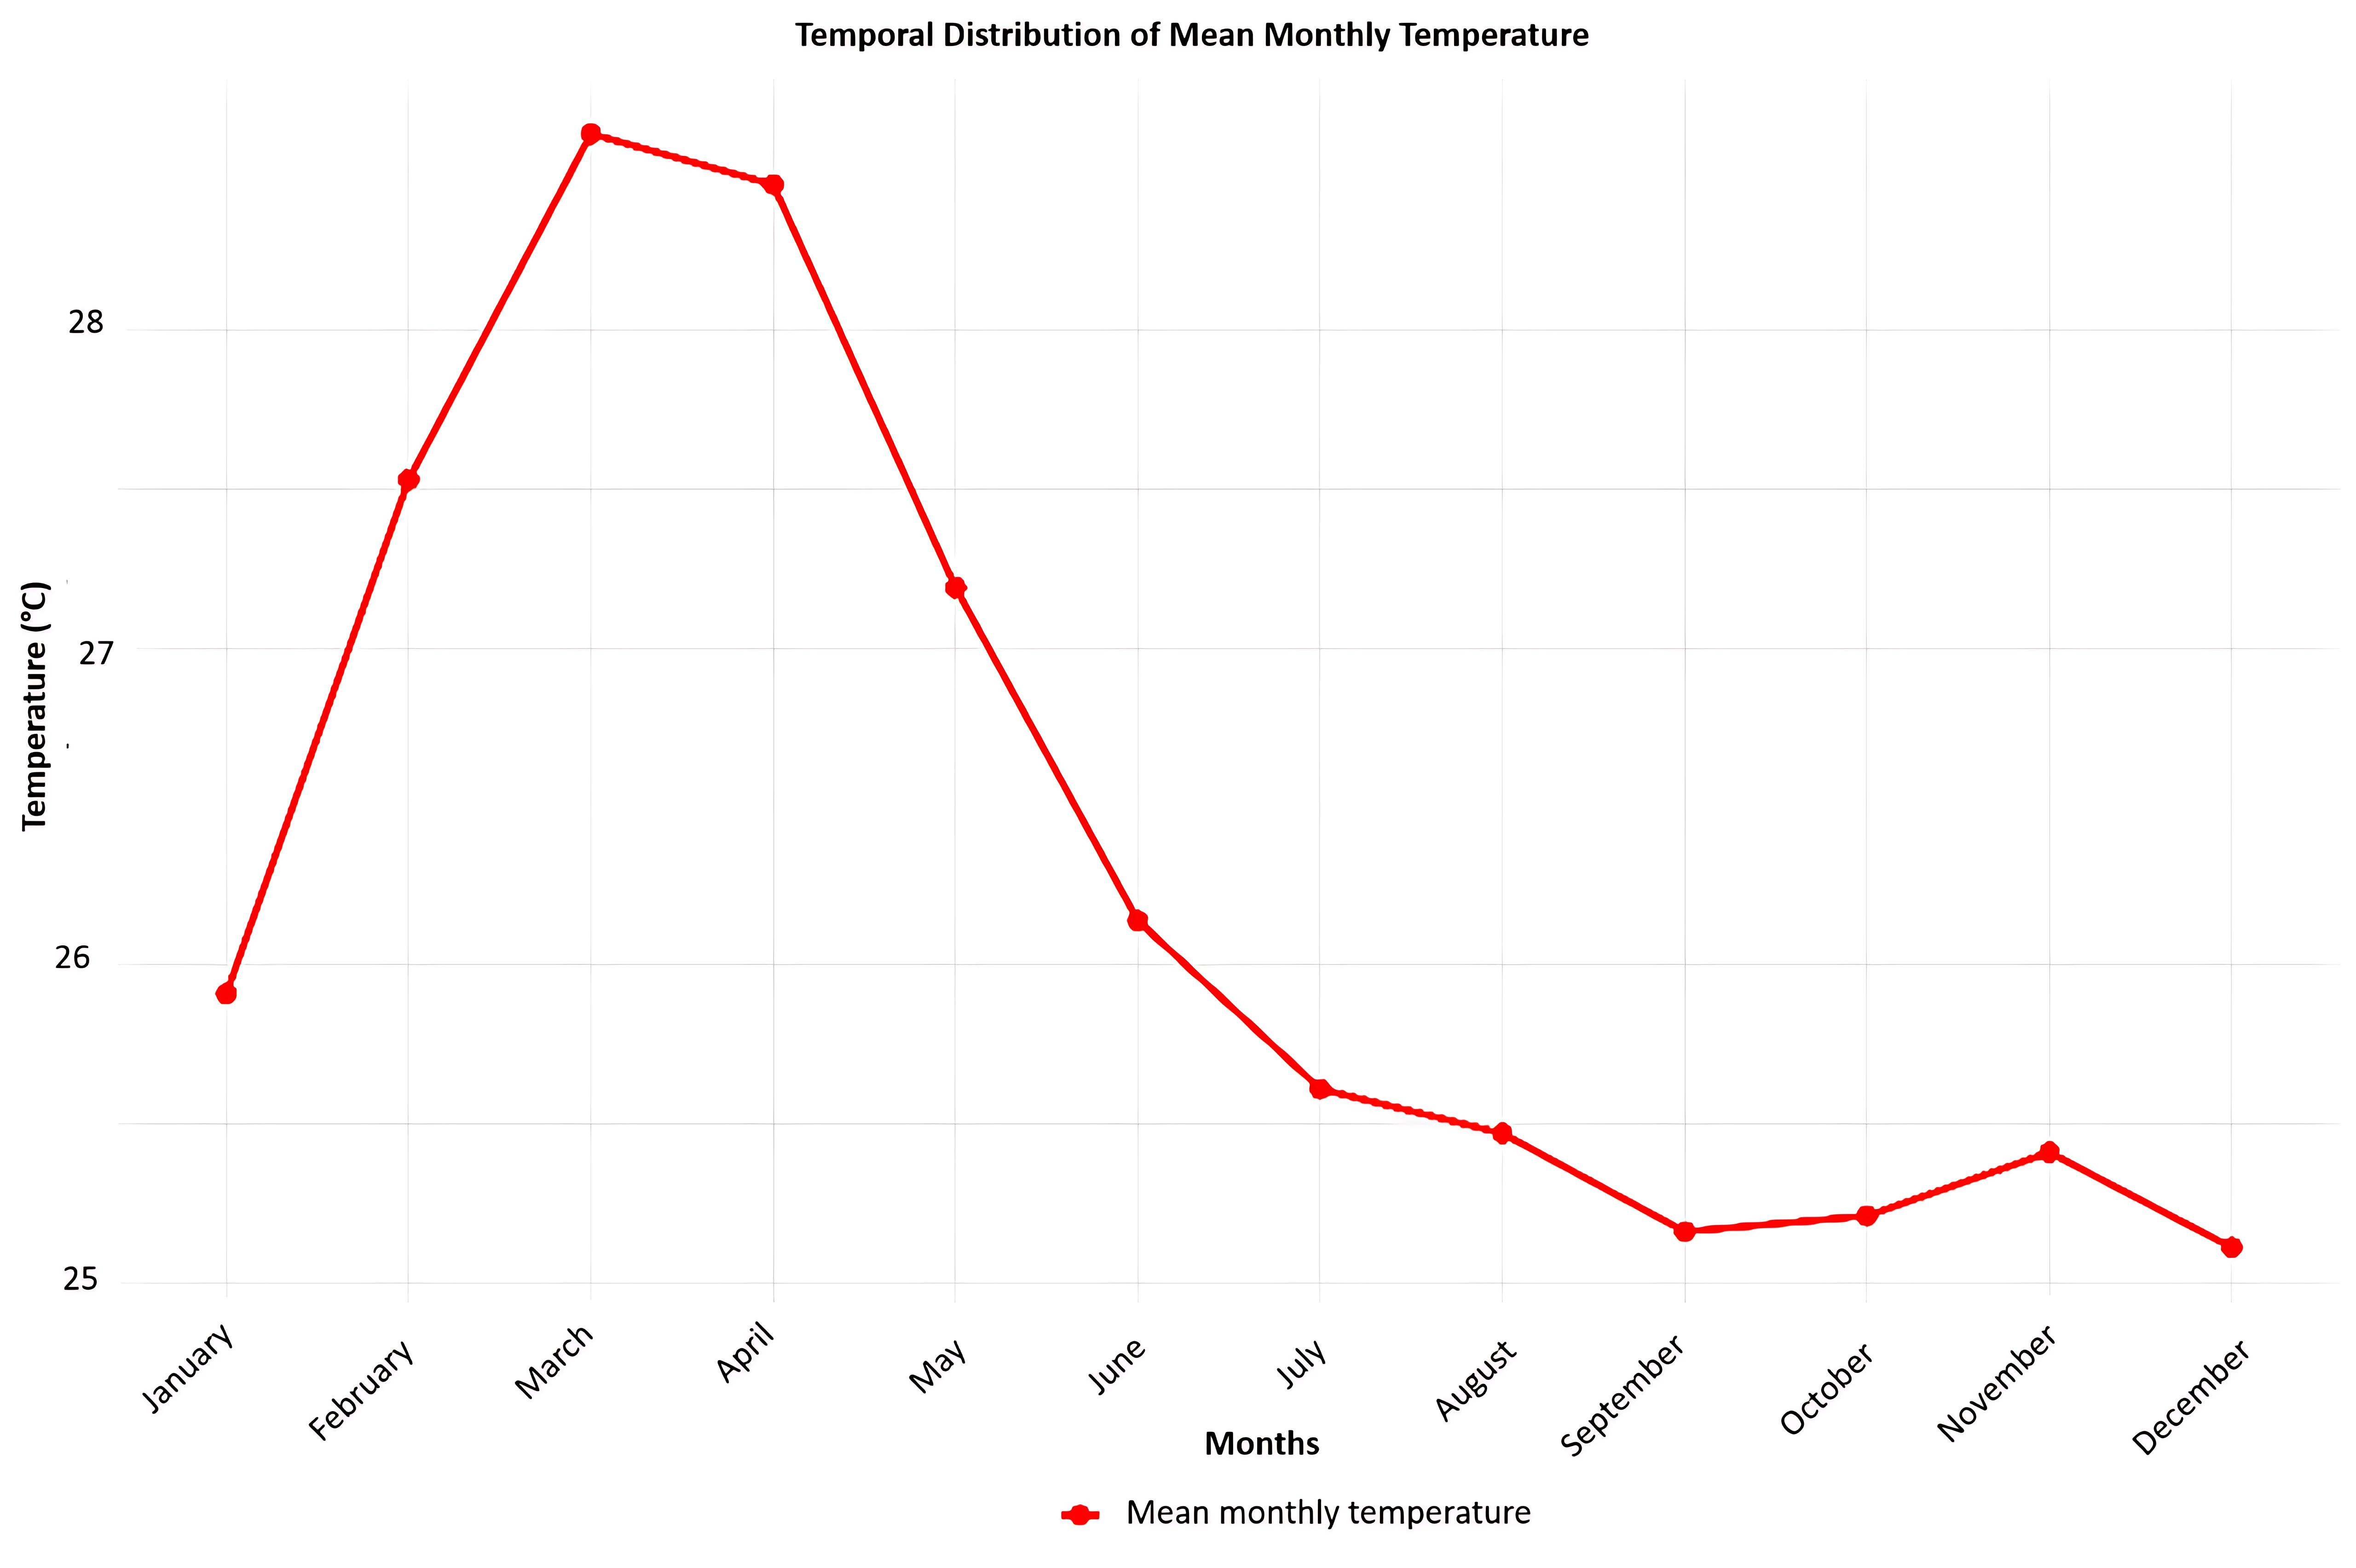 Temporal Distribution of Mean Monthly Temperature
28
27
26
25
Temperature (°C)
January
February
March
April
May
June
July
August
September
October
November
December
Months
Mean monthly temperature